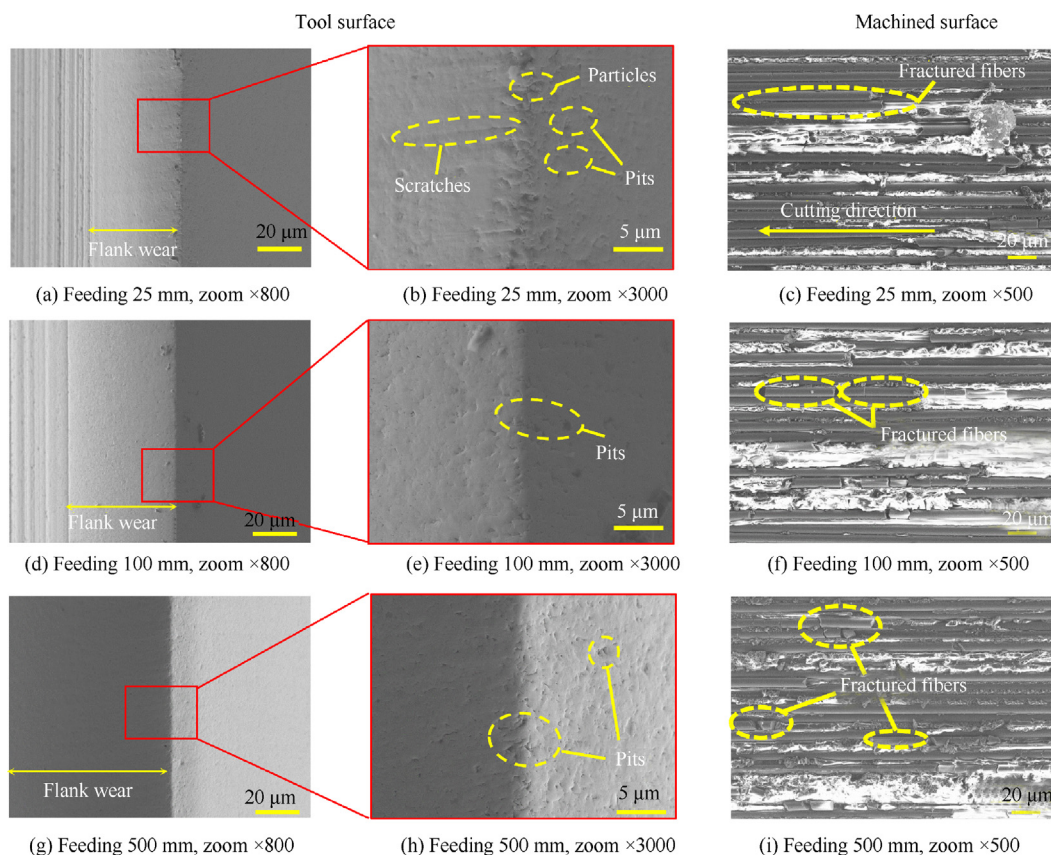 Tool surface
Machined surface
Particles
Scratches
Pits
Flank wear
20 μm
5 μm
Fractured fibers
Cutting direction
20 μm
(a) Feeding 25 mm, zoom ×800
(b) Feeding 25 mm, zoom ×3000
(c) Feeding 25 mm, zoom ×500
Flank wear
20 μm
Pits
5 μm
Fractured fibers
20 μm
(d) Feeding 100 mm, zoom ×800
(e) Feeding 100 mm, zoom ×3000
(f) Feeding 100 mm, zoom ×500
Flank wear
20 μm
Pits
5 μm
Fractured fibers
20 μm
(g) Feeding 500 mm, zoom ×800
(h) Feeding 500 mm, zoom ×3000
(i) Feeding 500 mm, zoom ×500